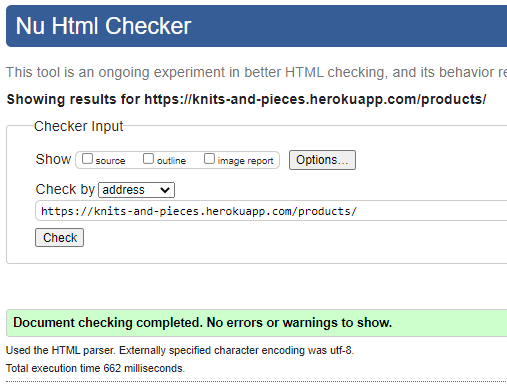 Nu Html Checker
This tool is an ongoing experiment in better HTML checking, and its behavior
Showing results for https://knits-and-pieces.herokuapp.com/products/
Checker Input
Show source outline image report Options...
Check by address
https://knits-and-pieces.herokuapp.com/products/
Check
Document checking completed. No errors or warnings to show.
Used the HTML parser. Externally specified character encoding was utf-8.
Total execution time 662 milliseconds.